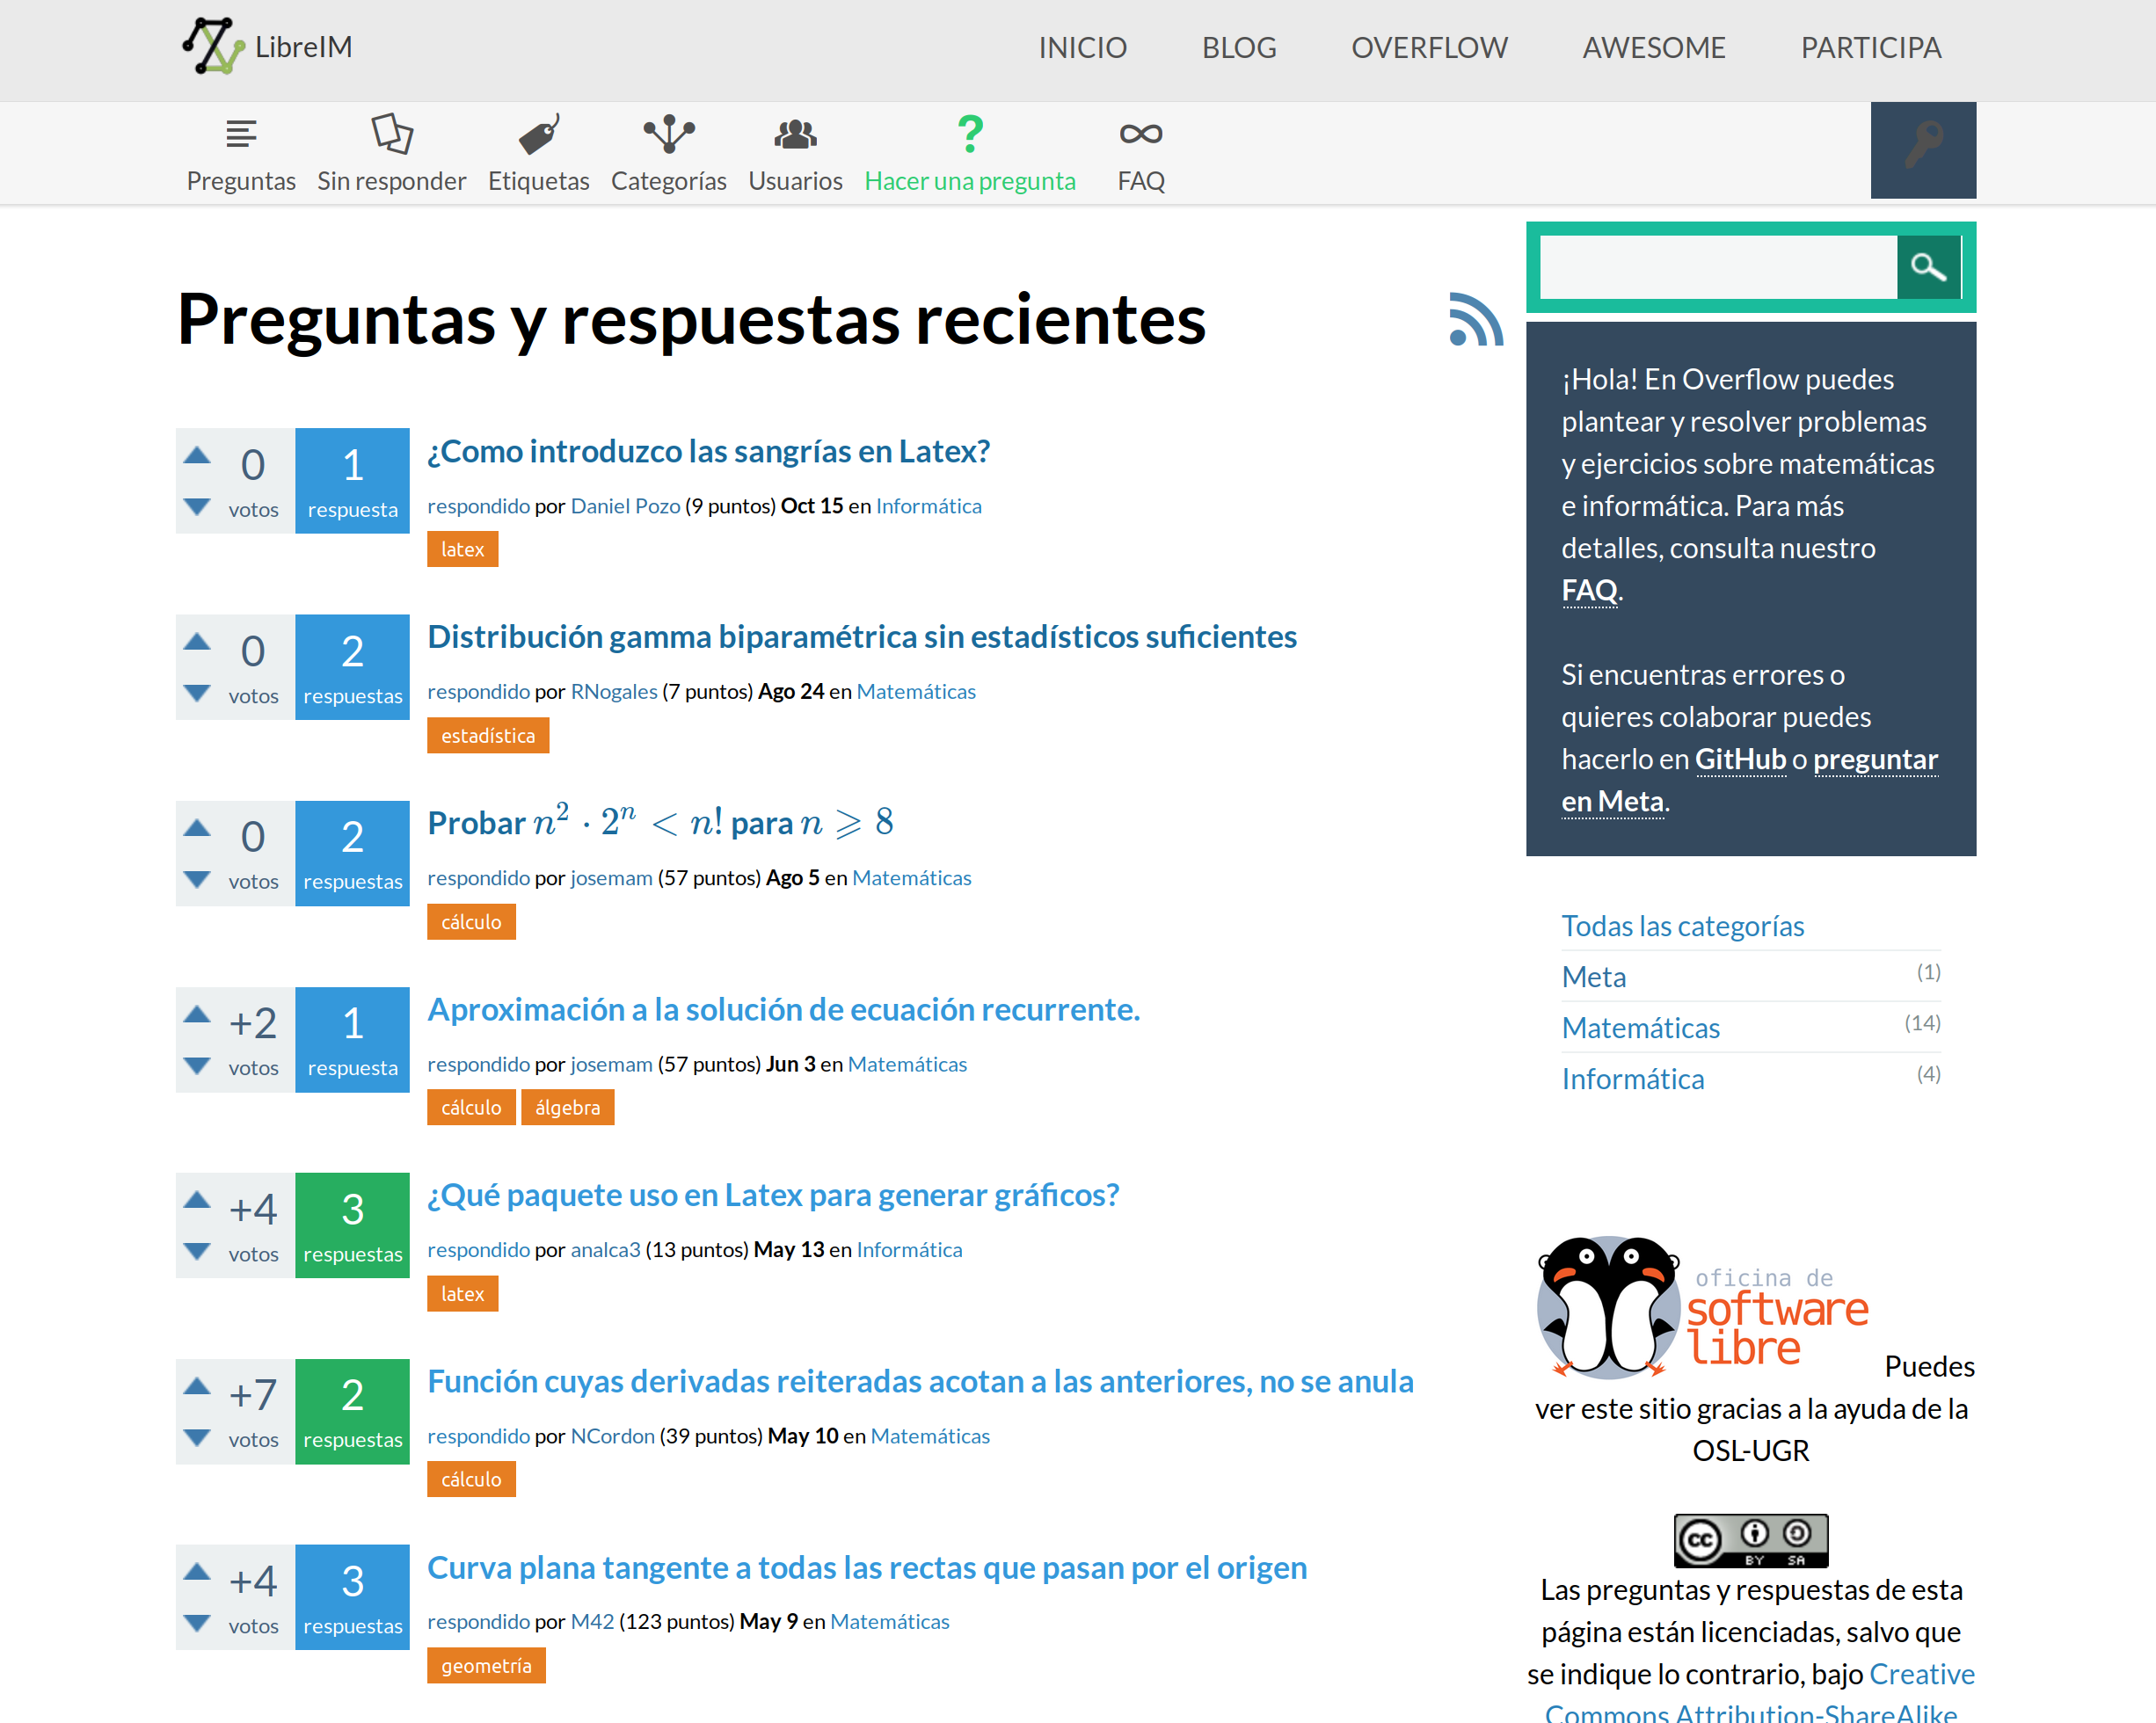 LibreIM
INICIO BLOG OVERFLOW AWESOME PARTICIPA
Preguntas Sin responder Etiquetas Categorías Usuarios Hacer una pregunta FAQ
Preguntas y respuestas recientes
0 votos 1 respuesta
¿Como introduzco las sangrías en Latex?
respondido por Daniel Pozo (9 puntos) Oct 15 en Informática
latex
0 votos 2 respuestas
Distribución gamma biparamétrica sin estadísticos suficientes
respondido por RNogales (7 puntos) Ago 24 en Matemáticas
estadística
0 votos 2 respuestas
Probar n² · 2ⁿ < n! para n ⩾ 8
respondido por josemam (57 puntos) Ago 5 en Matemáticas
cálculo
+2 votos 1 respuesta
Aproximación a la solución de ecuación recurrente.
respondido por josemam (57 puntos) Jun 3 en Matemáticas
cálculo álgebra
+4 votos 3 respuestas
¿Qué paquete uso en Latex para generar gráficos?
respondido por analca3 (13 puntos) May 13 en Informática
latex
+7 votos 2 respuestas
Función cuyas derivadas reiteradas acotan a las anteriores, no se anula
respondido por NCordon (39 puntos) May 10 en Matemáticas
cálculo
+4 votos 3 respuestas
Curva plana tangente a todas las rectas que pasan por el origen
respondido por M42 (123 puntos) May 9 en Matemáticas
geometría
¡Hola! En Overflow puedes
plantear y resolver problemas
y ejercicios sobre matemáticas
e informática. Para más
detalles, consulta nuestro
FAQ.
Si encuentras errores o
quieres colaborar puedes
hacerlo en GitHub o preguntar
en Meta.
Todas las categorías
Meta (1)
Matemáticas (14)
Informática (4)
oficina de
software
libre
Puedes
ver este sitio gracias a la ayuda de la
OSL-UGR
cc BY SA
Las preguntas y respuestas de esta
página están licenciadas, salvo que
se indique lo contrario, bajo Creative
Commons Attribution-ShareAlike